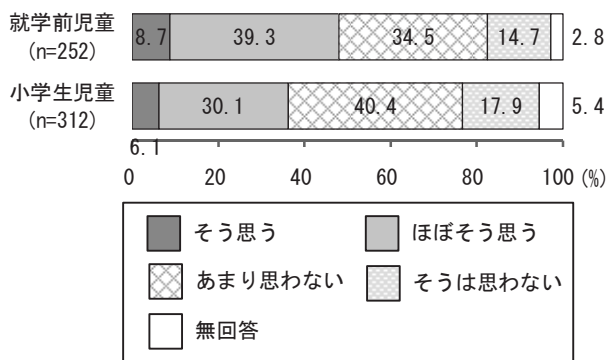 就学前児童
(n=252)
8.7 39.3 34.5 14.7 2.8
小学生児童
(n=312)
6.1 30.1 40.4 17.9 5.4
0 20 40 60 80 100 (%)
そう思う ほぼそう思う
あまり思わない そうは思わない
無回答